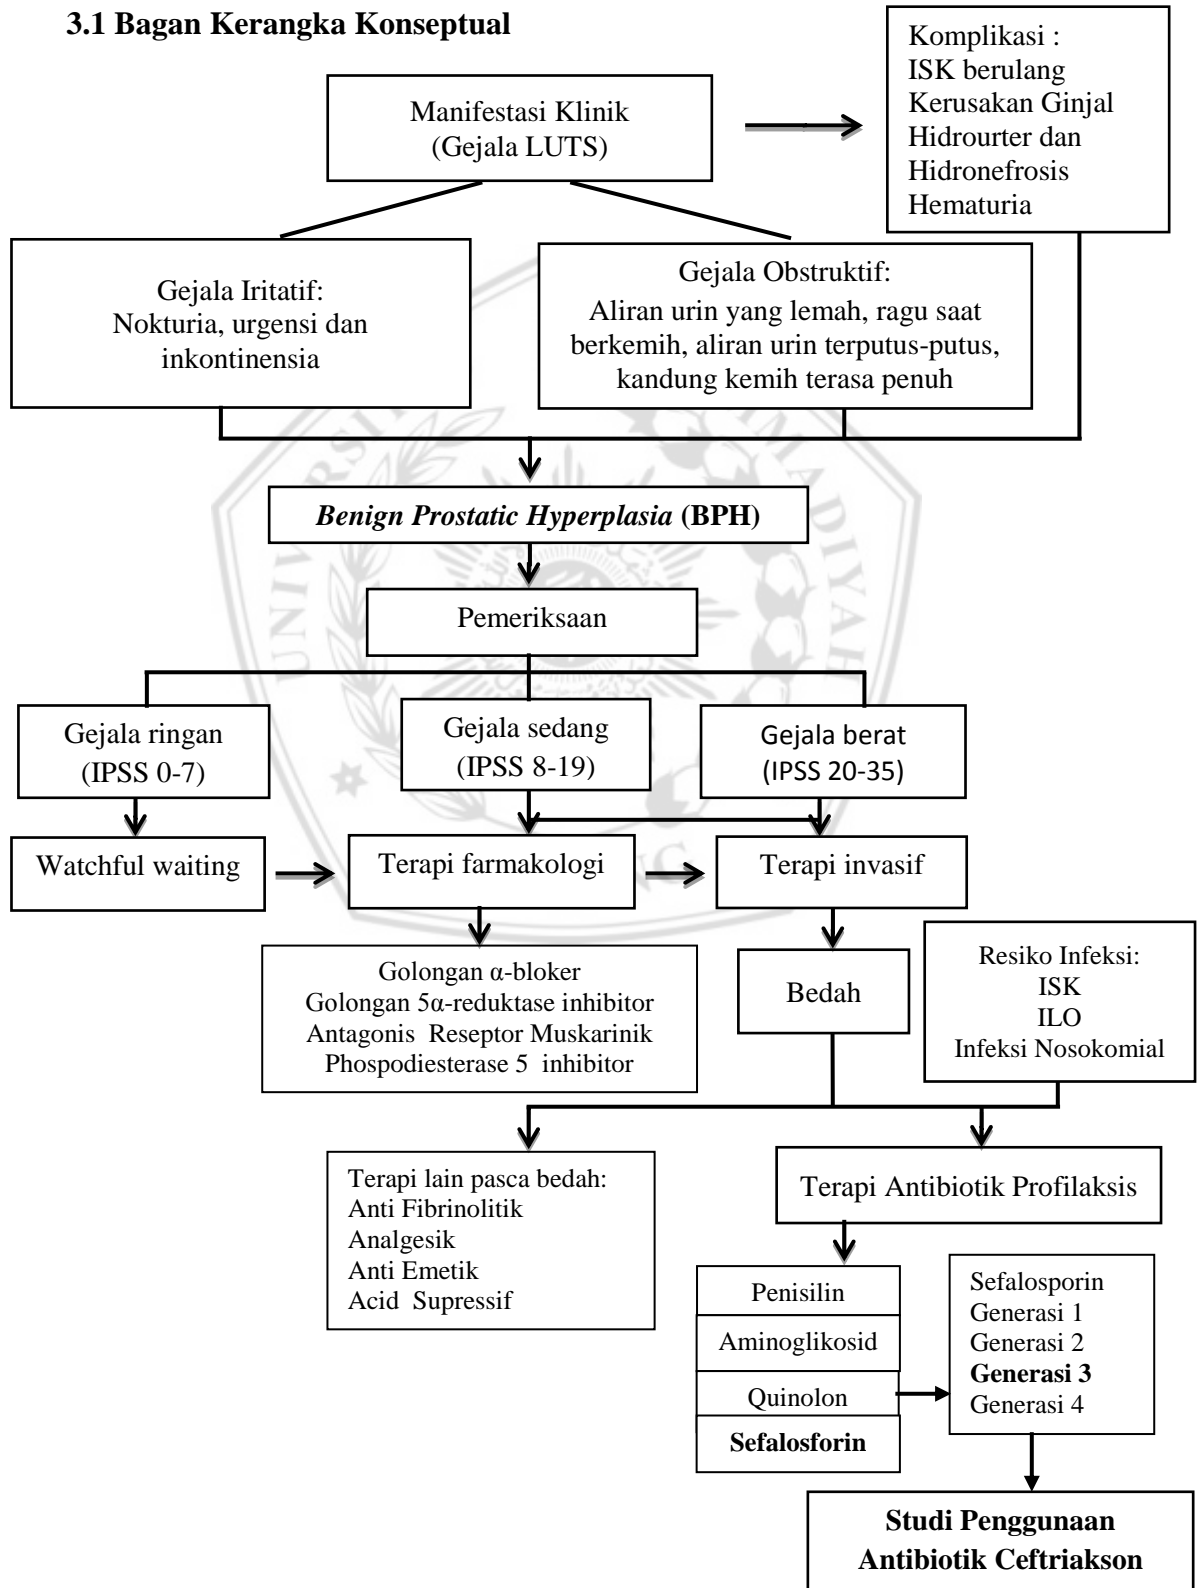 3.1 Bagan Kerangka Konseptual
Komplikasi :
ISK berulang
Kerusakan Ginjal
Hidrourter dan
Hidronefrosis
Hematuria
Manifestasi Klinik
(Gejala LUTS)
Gejala Iritatif:
Nokturia, urgensi dan
inkontinensia
Gejala Obstruktif:
Aliran urin yang lemah, ragu saat
berkemih, aliran urin terputus-putus,
kandung kemih terasa penuh
Benign Prostatic Hyperplasia (BPH)
Pemeriksaan
Gejala ringan
(IPSS 0-7)
Gejala sedang
(IPSS 8-19)
Gejala berat
(IPSS 20-35)
Watchful waiting
Terapi farmakologi
Terapi invasif
Golongan α-bloker
Golongan 5α-reduktase inhibitor
Antagonis Reseptor Muskarinik
Phospodiesterase 5 inhibitor
Bedah
Resiko Infeksi:
ISK
ILO
Infeksi Nosokomial
Terapi lain pasca bedah:
Anti Fibrinolitik
Analgesik
Anti Emetik
Acid Supressif
Terapi Antibiotik Profilaksis
Penisilin
Aminoglikosid
Quinolon
Sefalosforin
Sefalosporin
Generasi 1
Generasi 2
Generasi 3
Generasi 4
Studi Penggunaan
Antibiotik Ceftriakson